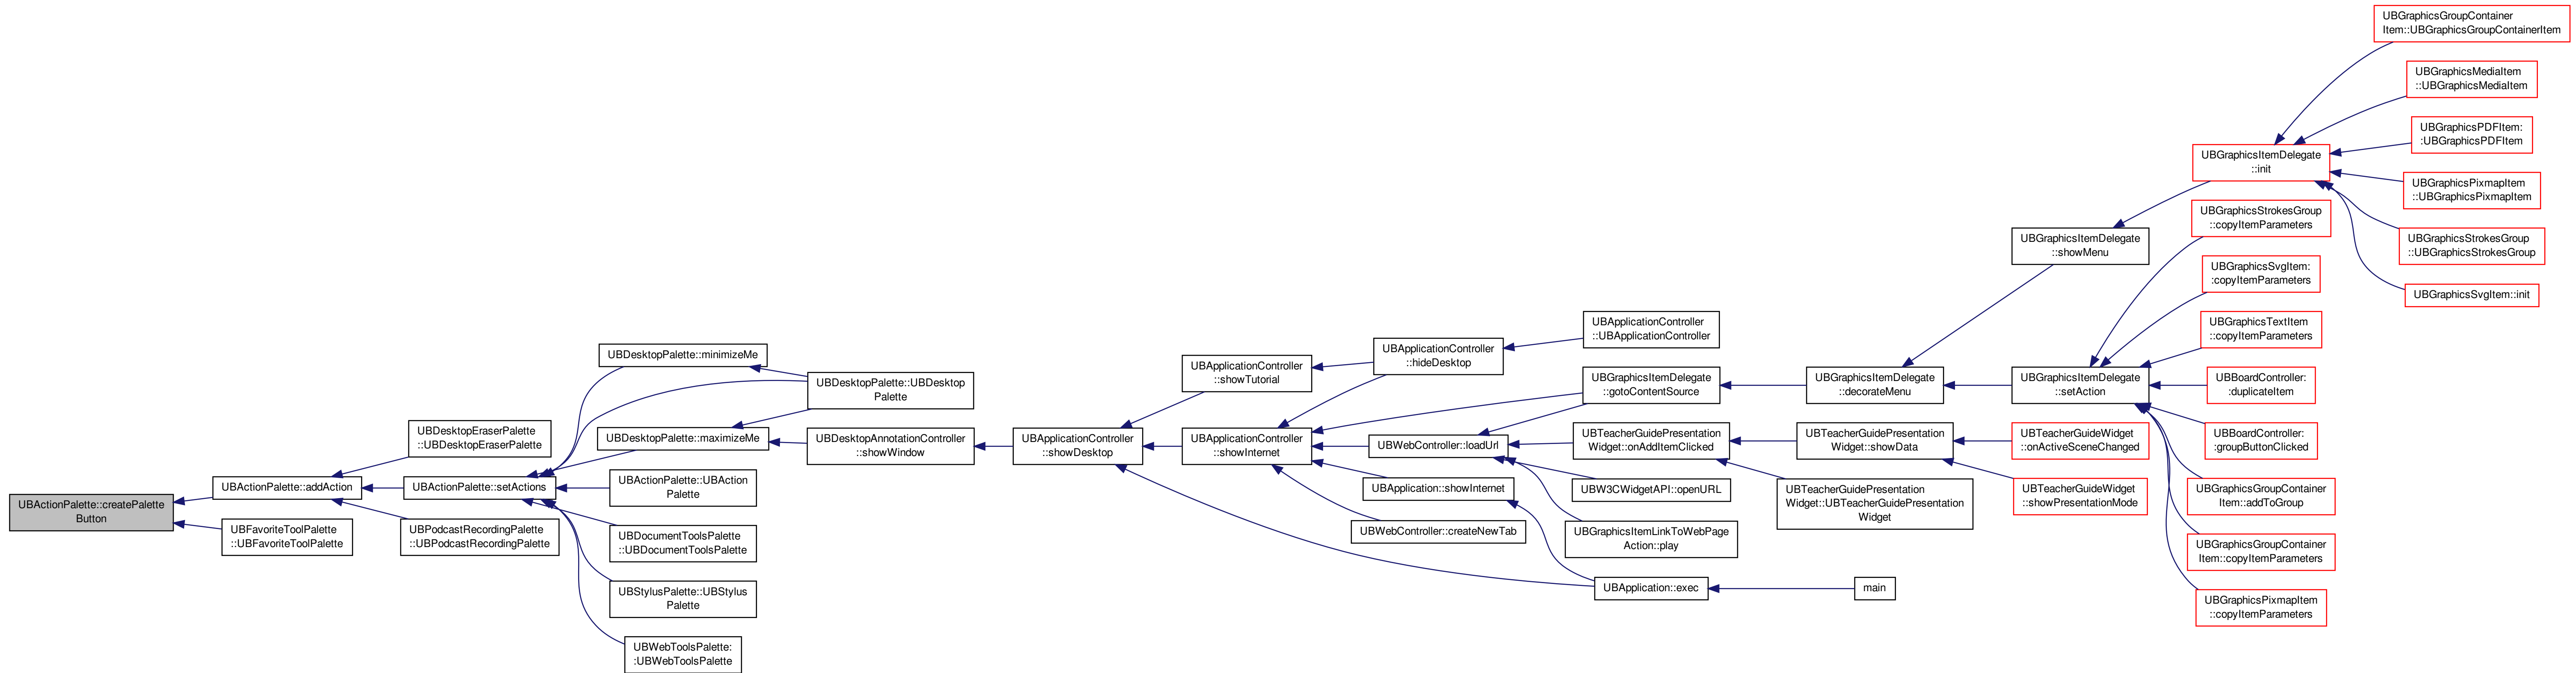 UBActionPalette::createPalette
Button
UBActionPalette::addAction
UBFavoriteToolPalette
::UBFavoriteToolPalette
UBDesktopEraserPalette
::UBDesktopEraserPalette
UBActionPalette::setActions
UBPodcastRecordingPalette
::UBPodcastRecordingPalette
UBDesktopPalette::minimizeMe
UBDesktopPalette::maximizeMe
UBActionPalette::UBAction
Palette
UBDocumentToolsPalette
::UBDocumentToolsPalette
UBStylusPalette::UBStylus
Palette
UBWebToolsPalette:
:UBWebToolsPalette
UBDesktopPalette::UBDesktop
Palette
UBDesktopAnnotationController
::showWindow
UBApplicationController
::showDesktop
UBApplicationController
::showTutorial
UBApplicationController
::showInternet
UBApplicationController
::hideDesktop
UBWebController::loadUrl
UBApplication::showInternet
UBWebController::createNewTab
UBApplicationController
::UBApplicationController
UBGraphicsItemDelegate
::gotoContentSource
UBTeacherGuidePresentation
Widget::onAddItemClicked
UBW3CWidgetAPI::openURL
UBGraphicsItemLinkToWebPage
Action::play
UBApplication::exec
UBGraphicsItemDelegate
::decorateMenu
UBTeacherGuidePresentation
Widget::showData
UBTeacherGuidePresentation
Widget::UBTeacherGuidePresentation
Widget
main
UBGraphicsItemDelegate
::showMenu
UBGraphicsItemDelegate
::setAction
UBTeacherGuideWidget
::onActiveSceneChanged
UBTeacherGuideWidget
::showPresentationMode
UBGraphicsItemDelegate
::init
UBGraphicsStrokesGroup
::copyItemParameters
UBGraphicsSvgItem:
:copyItemParameters
UBGraphicsTextItem
::copyItemParameters
UBBoardController:
:duplicateItem
UBBoardController:
:groupButtonClicked
UBGraphicsGroupContainer
Item::addToGroup
UBGraphicsGroupContainer
Item::copyItemParameters
UBGraphicsPixmapItem
::copyItemParameters
UBGraphicsGroupContainer
Item::UBGraphicsGroupContainerItem
UBGraphicsMediaItem
::UBGraphicsMediaItem
UBGraphicsPDFItem:
:UBGraphicsPDFItem
UBGraphicsPixmapItem
::UBGraphicsPixmapItem
UBGraphicsStrokesGroup
::UBGraphicsStrokesGroup
UBGraphicsSvgItem::init